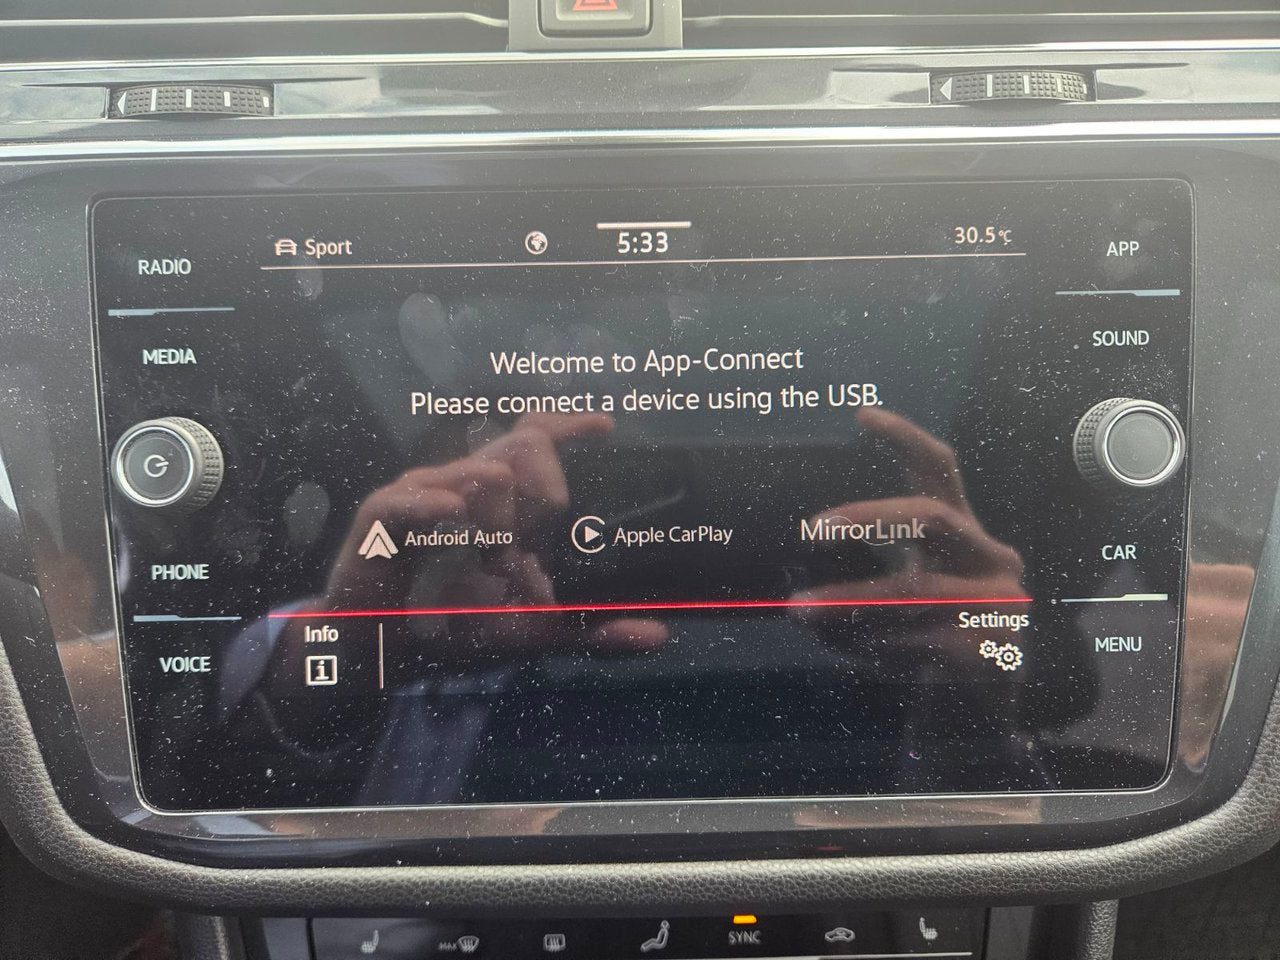 Sport
5:33
30.5°C
RADIO
APP
MEDIA
SOUND
Welcome to App-Connect
Please connect a device using the USB.
Android Auto
Apple CarPlay
MirrorLink
PHONE
CAR
VOICE
Info
Settings
MENU
MAX
SYNC